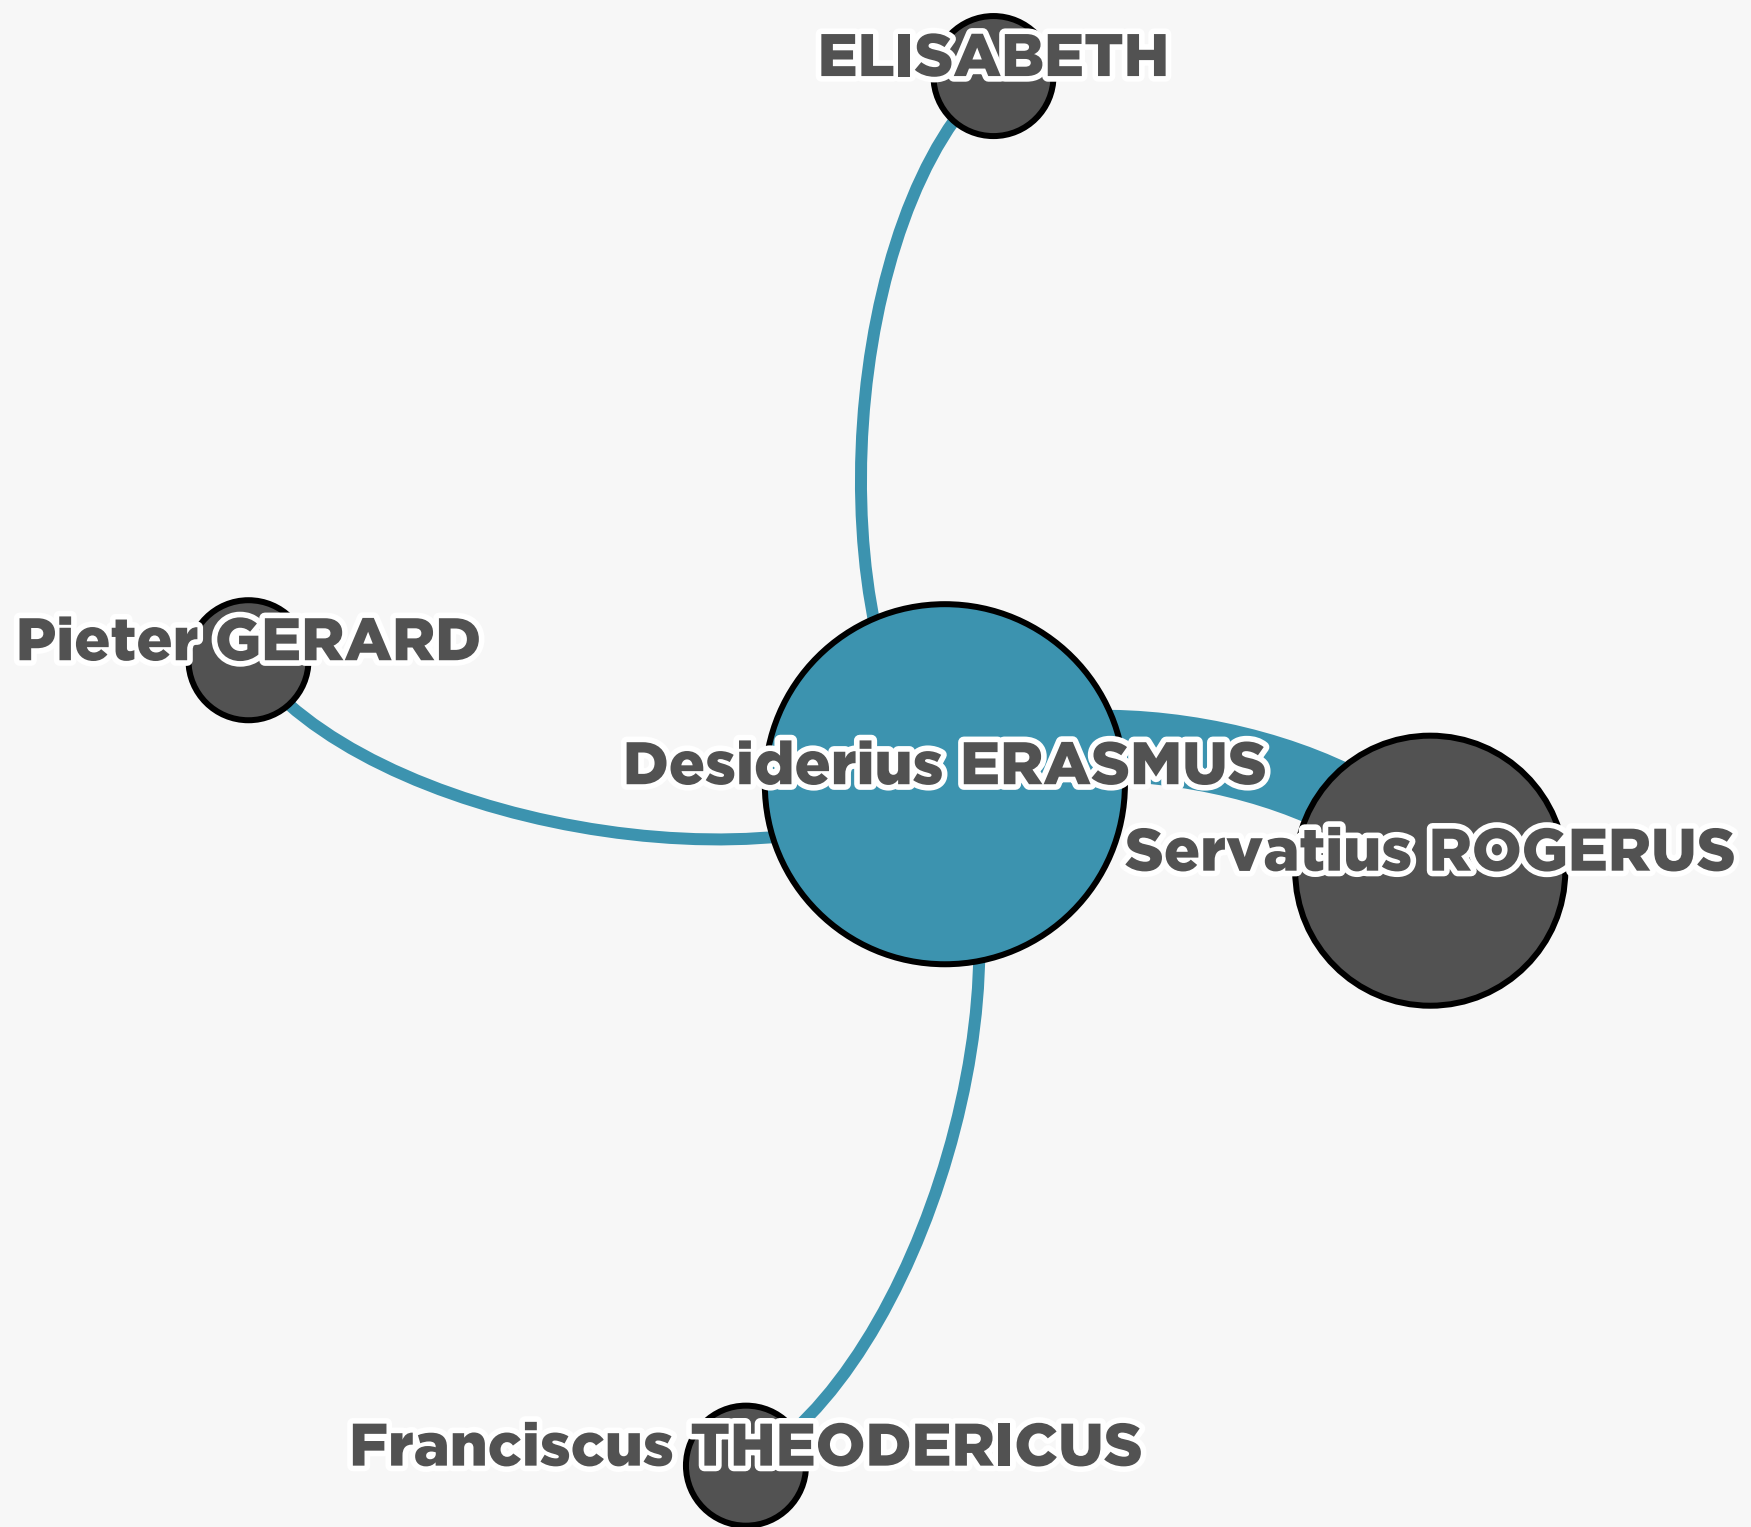 ELISABETH
Pieter GERARD
Desiderius ERASMUS
Servatius ROGERUS
Franciscus THEODERICUS